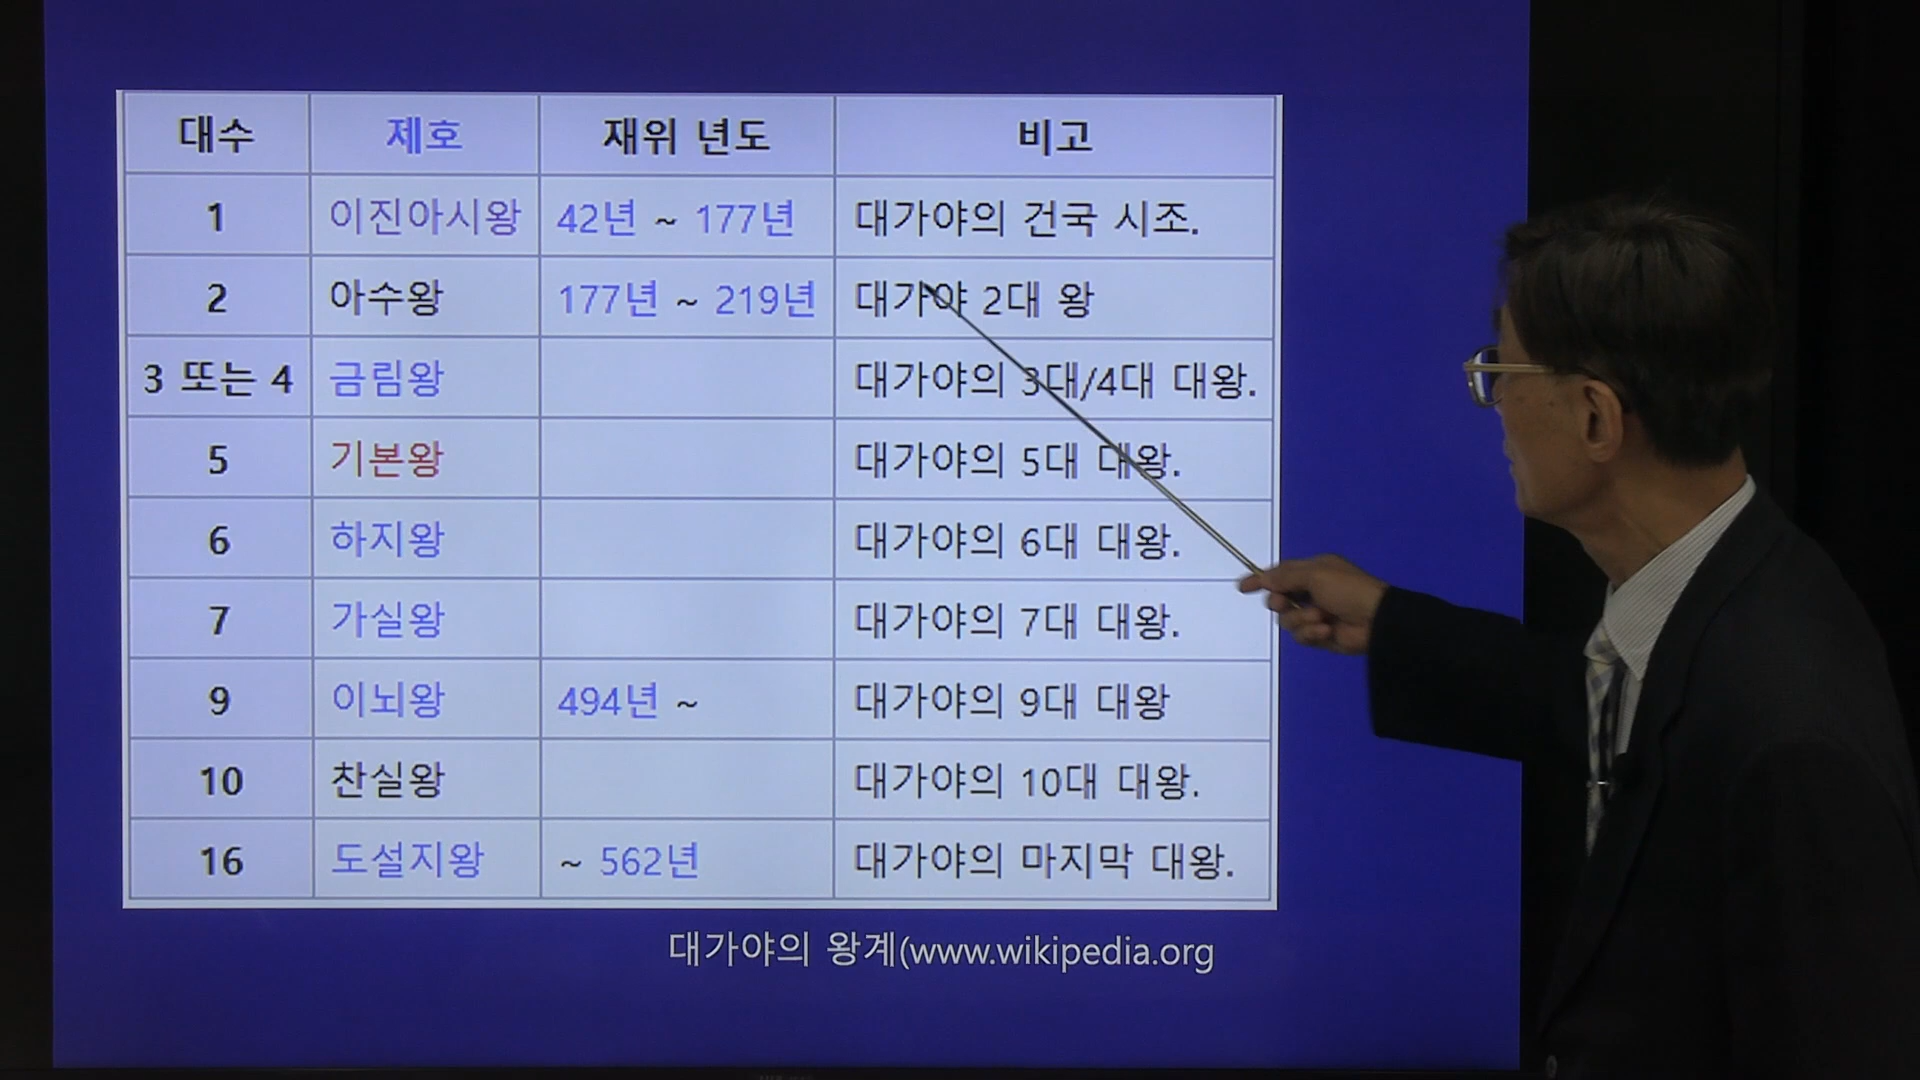 대수 제호 재위 년도 비고
1 이진아시왕 42년 ~ 177년 대가야의 건국 시조.
2 아수왕 177년 ~ 219년 대가야 2대 왕
3 또는 4 금림왕 대가야의 3대/4대 대왕.
5 기본왕 대가야의 5대 대왕.
6 하지왕 대가야의 6대 대왕.
7 가실왕 대가야의 7대 대왕.
9 이뇌왕 494년 ~ 대가야의 9대 대왕
10 찬실왕 대가야의 10대 대왕.
16 도설지왕 ~ 562년 대가야의 마지막 대왕.
대가야의 왕계(www.wikipedia.org